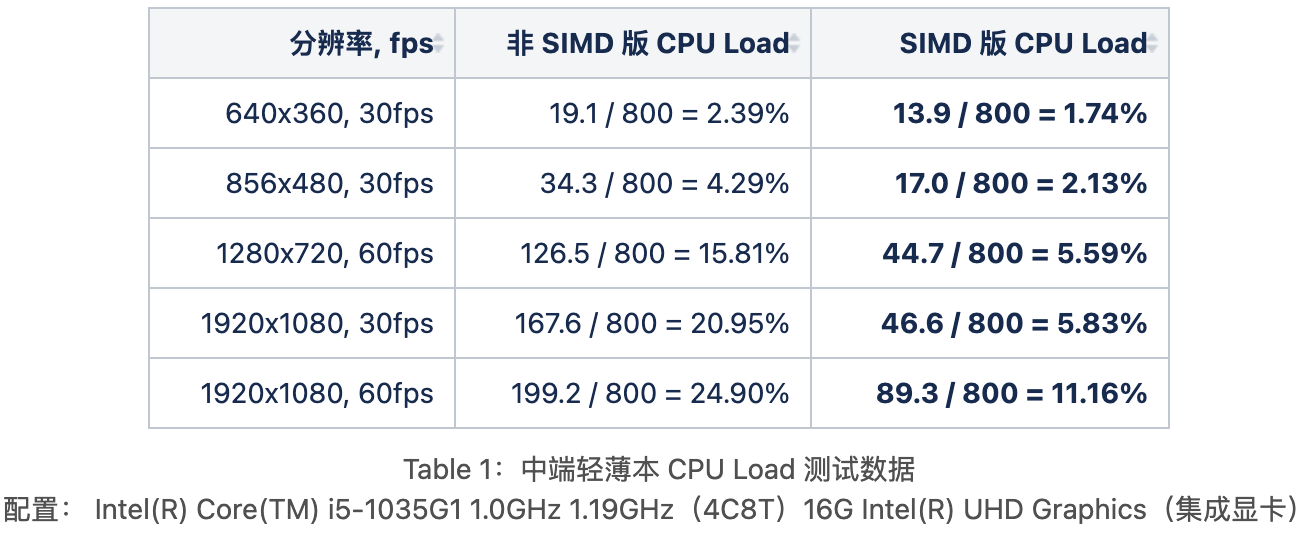 分辨率, fps 非 SIMD 版 CPU Load SIMD 版 CPU Load
640x360, 30fps 19.1 / 800 = 2.39% 13.9 / 800 = 1.74%
856x480, 30fps 34.3 / 800 = 4.29% 17.0 / 800 = 2.13%
1280x720, 60fps 126.5 / 800 = 15.81% 44.7 / 800 = 5.59%
1920x1080, 30fps 167.6 / 800 = 20.95% 46.6 / 800 = 5.83%
1920x1080, 60fps 199.2 / 800 = 24.90% 89.3 / 800 = 11.16%
Table 1：中端轻薄本 CPU Load 测试数据
配置： Intel(R) Core(TM) i5-1035G1 1.0GHz 1.19GHz（4C8T）16G Intel(R) UHD Graphics（集成显卡）